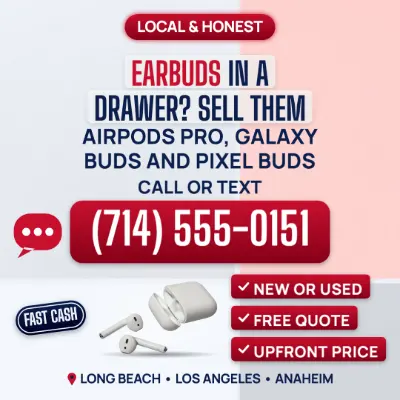 LOCAL & HONEST
EARBUDS IN A
DRAWER? SELL THEM
AIRPODS PRO, GALAXY
BUDS AND PIXEL BUDS
CALL OR TEXT
(714) 555-0151
FAST CASH
NEW OR USED
FREE QUOTE
UPFRONT PRICE
LONG BEACH • LOS ANGELES • ANAHEIM